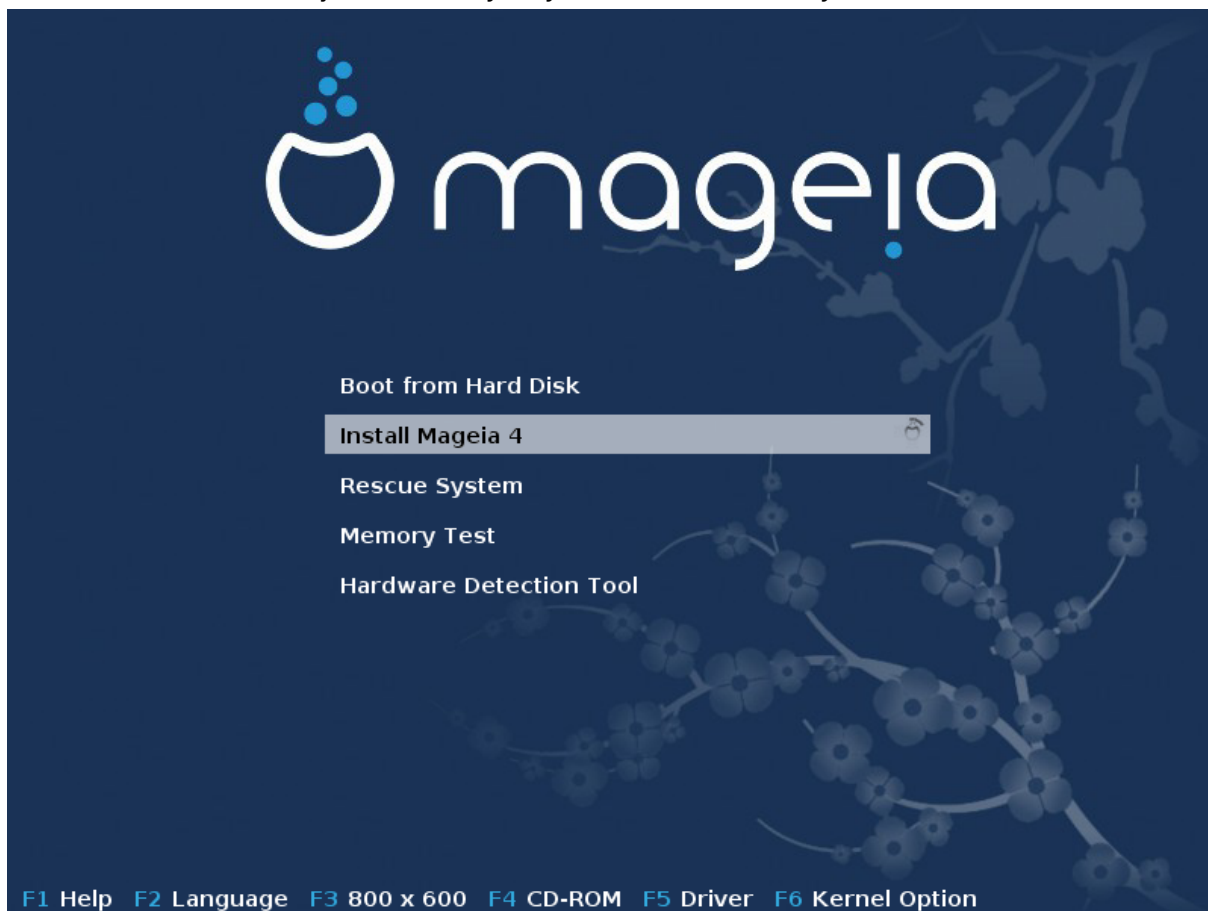 mageia
Boot from Hard Disk
Install Mageia 4
Rescue System
Memory Test
Hardware Detection Tool
F1 Help F2 Language F3 800 x 600 F4 CD-ROM F5 Driver F6 Kernel Option